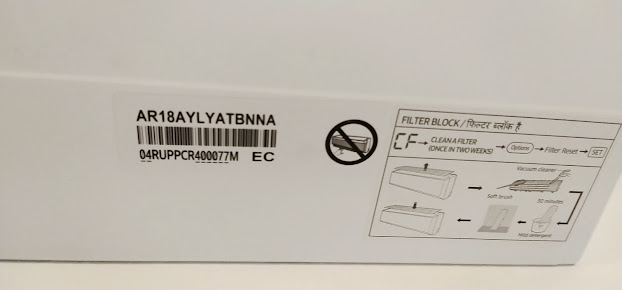 AR18AYLYATBNNA
04RUPPCR400077M EC
FILTER BLOCK / फिल्टर ब्लॉक है
CF → CLEAN A FILTER (ONCE IN TWO WEEKS) → Options → Filter Reset → SET
Vacuum cleaner
Soft brush
30 minutes
Mild detergent